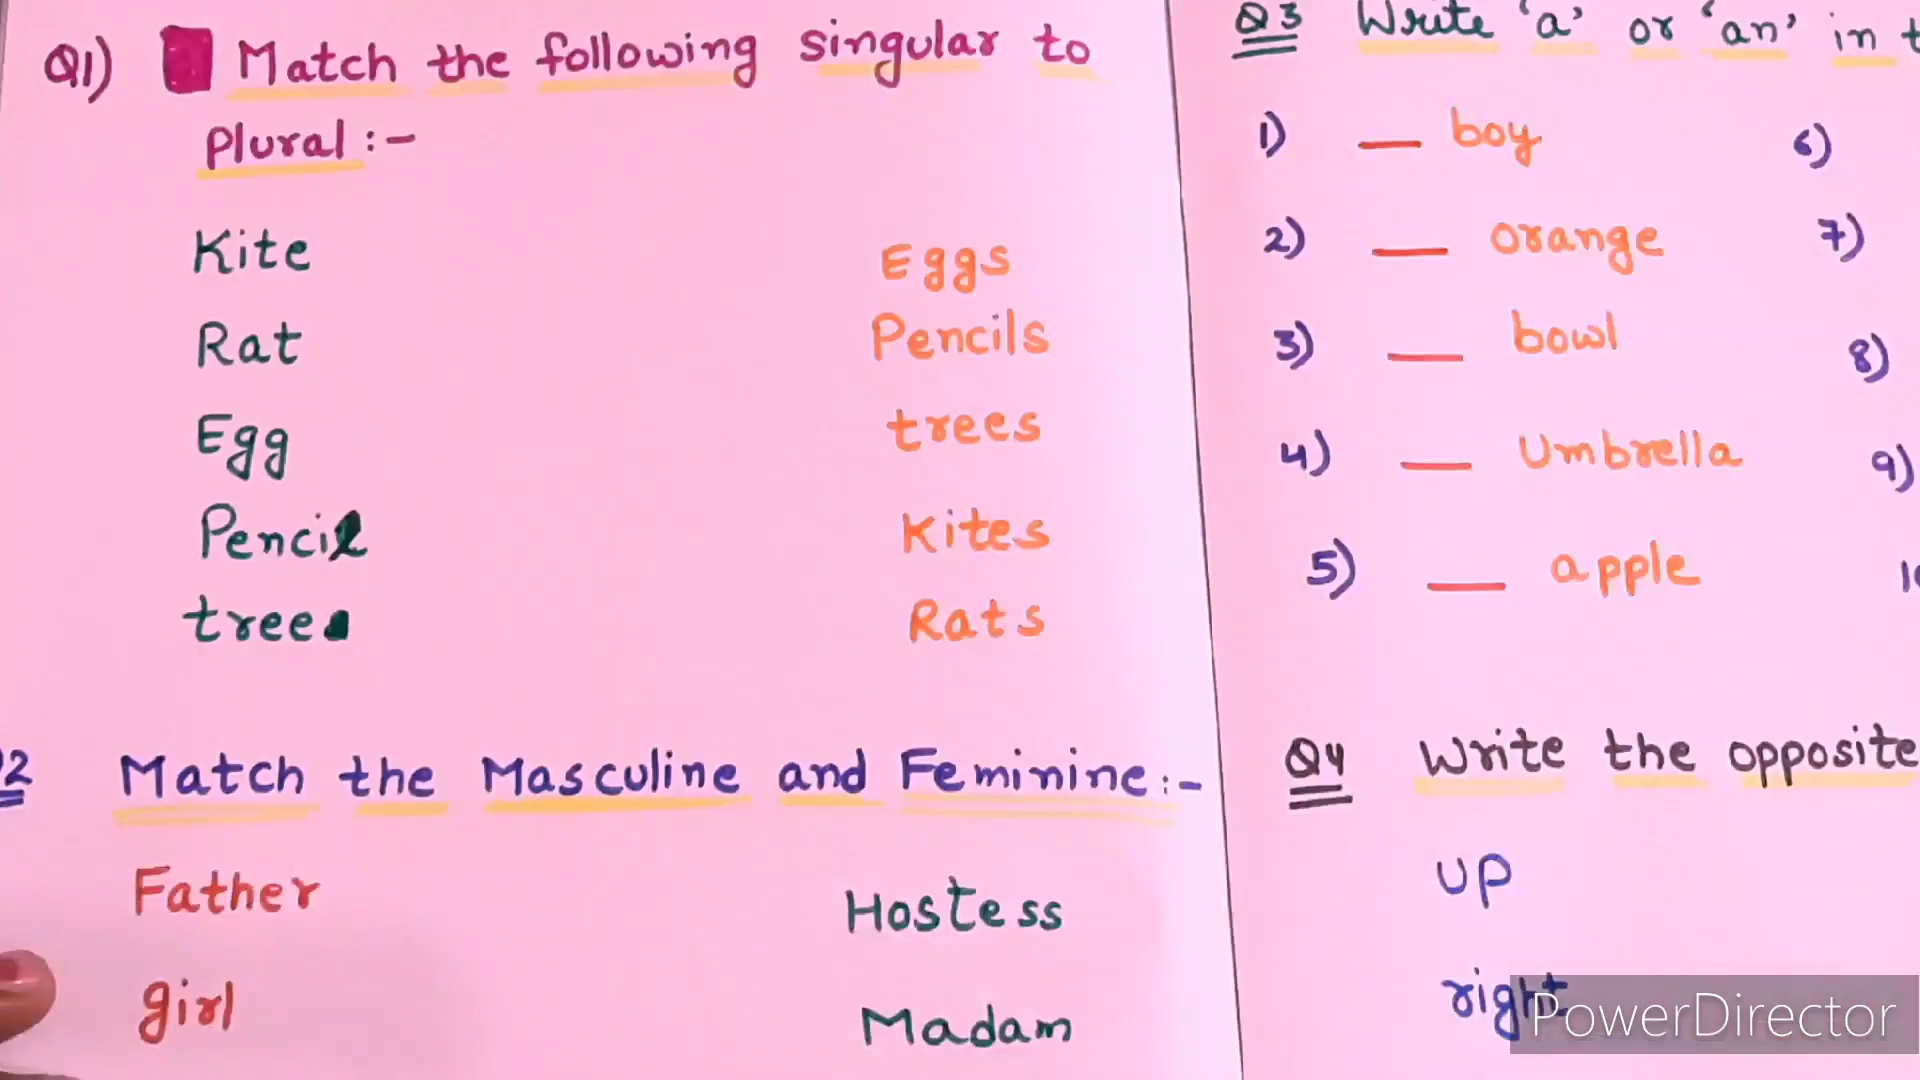 Q1) Match the following singular to
Plural :-
Kite Eggs
Rat Pencils
Egg trees
Pencil Kites
tree Rats
Match the Masculine and Feminine:-
Father Hostess
girl Madam
Q3 Write 'a' or 'an' in
1) __ boy 6)
2) __ orange 7)
3) __ bowl 8)
4) __ Umbrella 9)
5) __ apple
Q4 Write the opposite
UP
right
PowerDirector